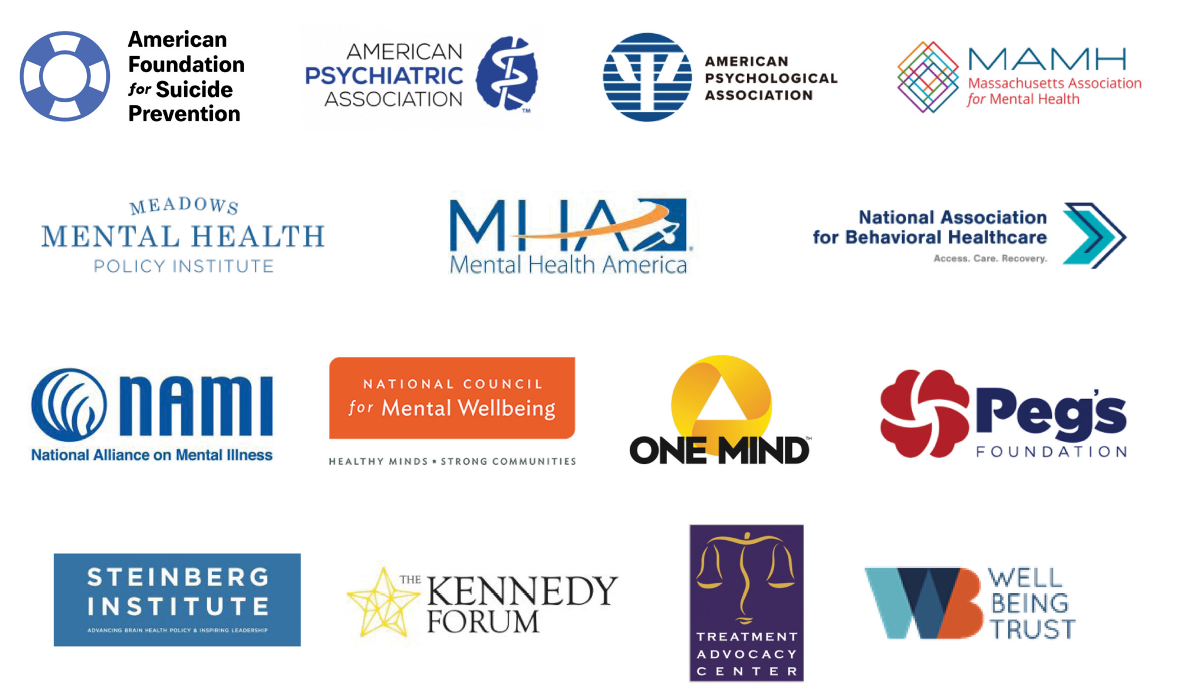 American
Foundation
for Suicide
Prevention
AMERICAN
PSYCHIATRIC
ASSOCIATION
TM
AMERICAN
PSYCHOLOGICAL
ASSOCIATION
MAMH
Massachusetts Association
for Mental Health
MEADOWS
MENTAL HEALTH
POLICY INSTITUTE
MHA
®
Mental Health America
National Association
for Behavioral Healthcare
Access. Care. Recovery.
NAMI
National Alliance on Mental Illness
NATIONAL COUNCIL
for Mental Wellbeing
HEALTHY MINDS ▪ STRONG COMMUNITIES
ONE MIND™
Peg's
FOUNDATION
STEINBERG
INSTITUTE
ADVANCING BRAIN HEALTH POLICY & INSPIRING LEADERSHIP
THE KENNEDY
FORUM
TREATMENT
ADVOCACY
CENTER
WB
WELL
BEING
TRUST